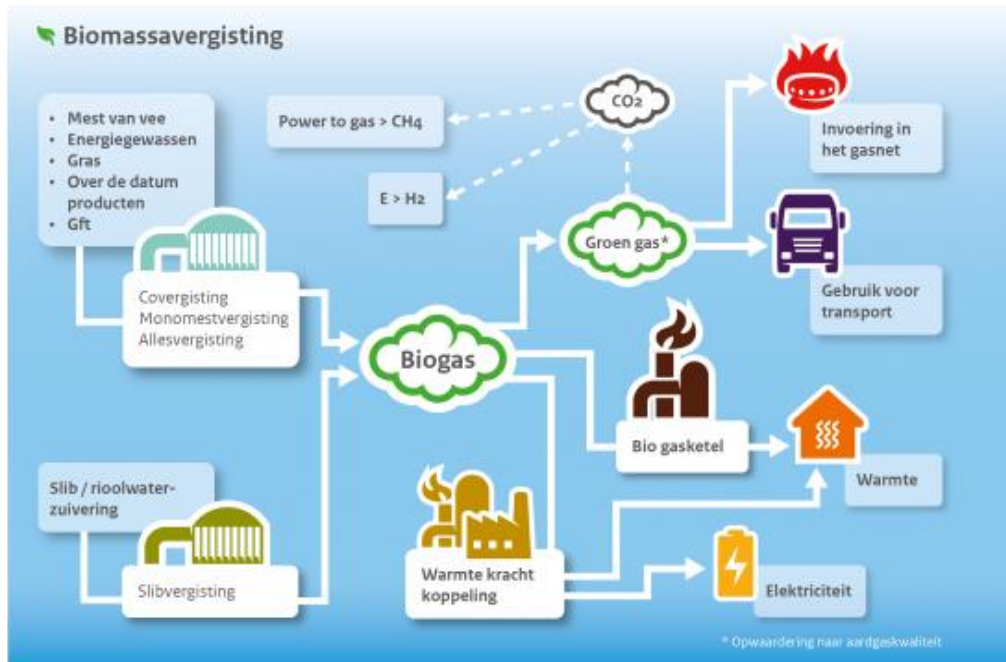 Biomassavergisting
• Mest van vee
• Energiegewassen
• Gras
• Over de datum
producten
• Gft
Covergisting
Monomestvergisting
Allesvergisting
Slib / rioolwater-
zuivering
Slibvergisting
Power to gas > CH4
E > H2
CO2
Groen gas*
Biogas
Invoering in
het gasnet
Gebruik voor
transport
Bio gasketel
Warmte
Warmte kracht
koppeling
Elektriciteit
* Opwaardering naar aardgaskwaliteit